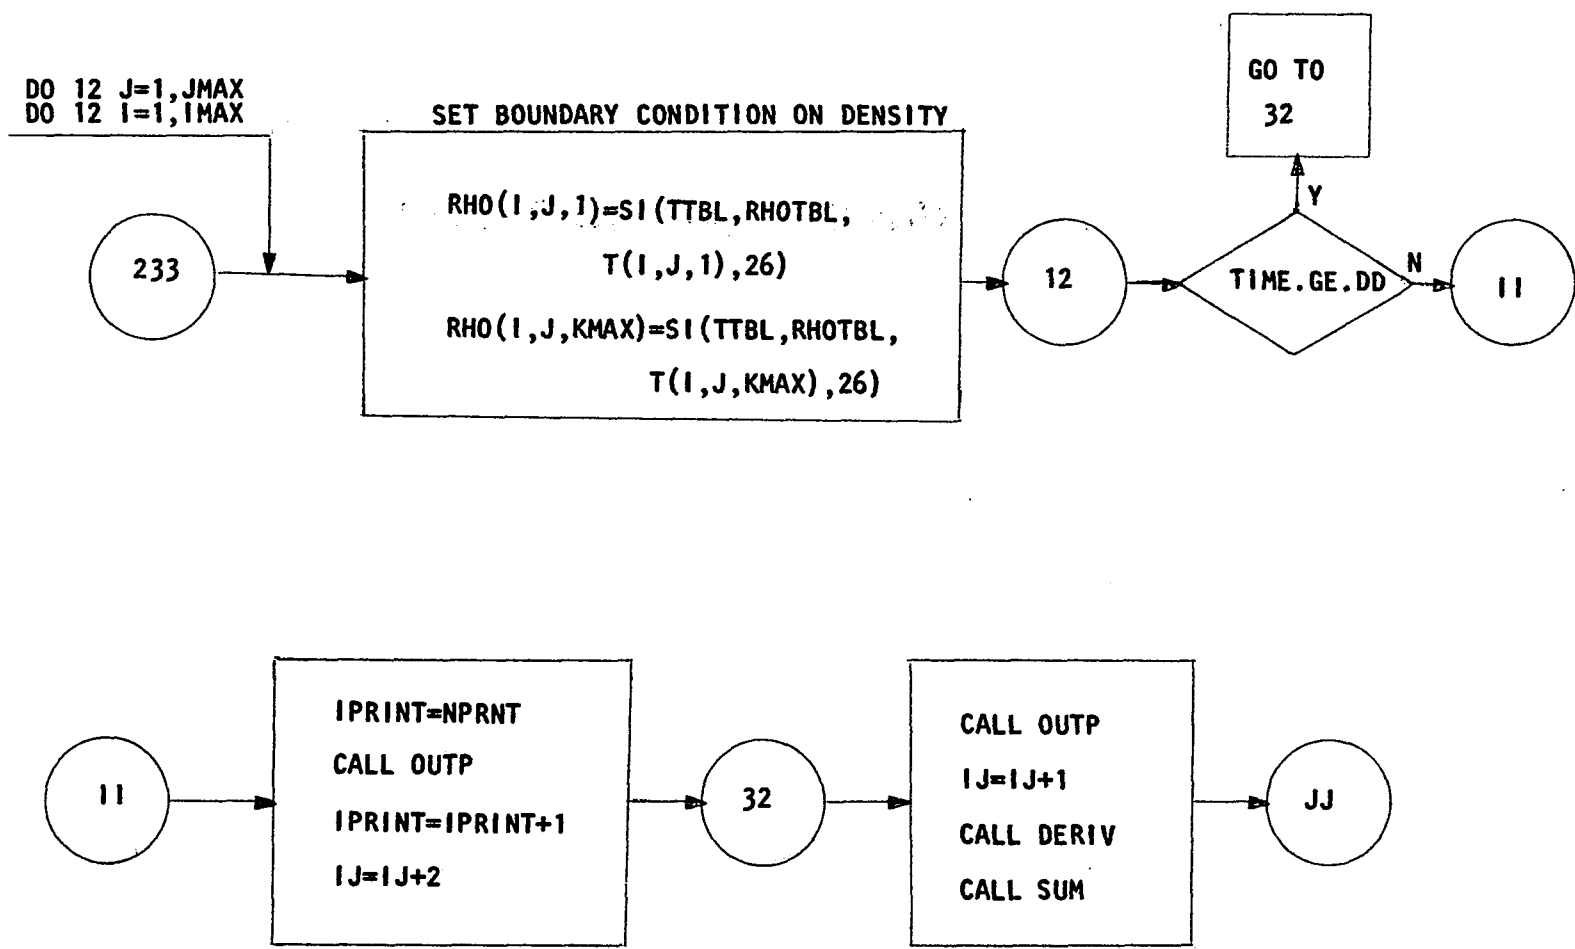 DO 12 J=1,JMAX
DO 12 I=1,IMAX
SET BOUNDARY CONDITION ON DENSITY
233
RHO(I,J,1)=SI(TTBL,RHOTBL,
T(I,J,1),26)
RHO(I,J,KMAX)=SI(TTBL,RHOTBL,
T(I,J,KMAX),26)
12
TIME.GE.DD
Y
GO TO
32
N
II
II
IPRINT=NPRNT
CALL OUTP
IPRINT=IPRINT+1
IJ=IJ+2
32
CALL OUTP
IJ=IJ+1
CALL DERIV
CALL SUM
JJ